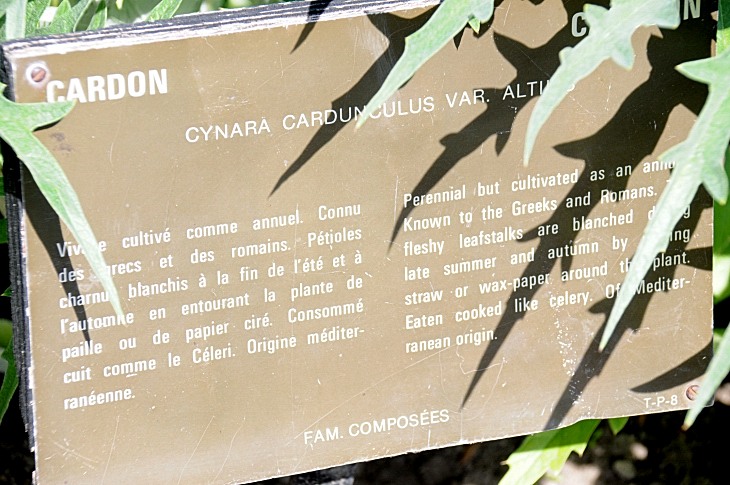 CARDON
CYNARA CARDUNCULUS VAR.
cultivé comme annuel. Connu
des grecs et des romains. Pétioles
charnus blanchis à la fin de l'été et à
l'automne en entourant la plante de
paille ou de papier ciré. Consommé
cuit comme le Céleri. Origine méditer-
ranéenne.
Perennial but cultivated as an
Known to the Greeks and Romans.
fleshy leafstalks are blanched
late summer and autumn by
straw or wax-paper around the plant.
Eaten cooked like celery. Of Mediter-
ranean origin.
FAM. COMPOSÉES
T-P-8